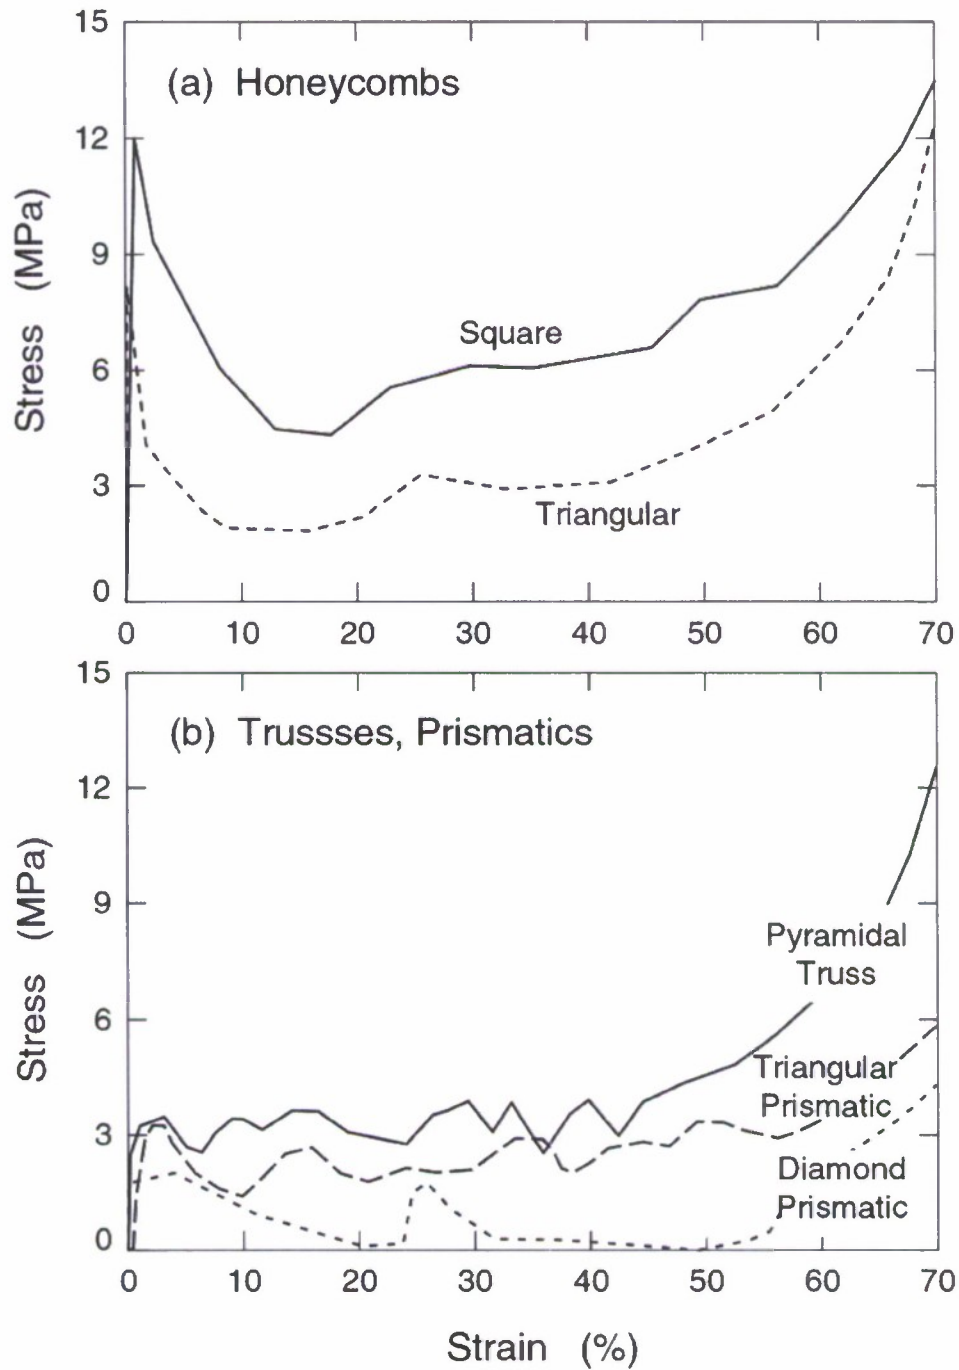 15
(a) Honeycombs
12
Stress (MPa)
9
Square
6
3
Triangular
0
0 10 20 30 40 50 60 70
15
(b) Trussses, Prismatics
12
Stress (MPa)
9
Pyramidal
Truss
6
Triangular
Prismatic
3
Diamond
Prismatic
0
0 10 20 30 40 50 60 70
Strain (%)